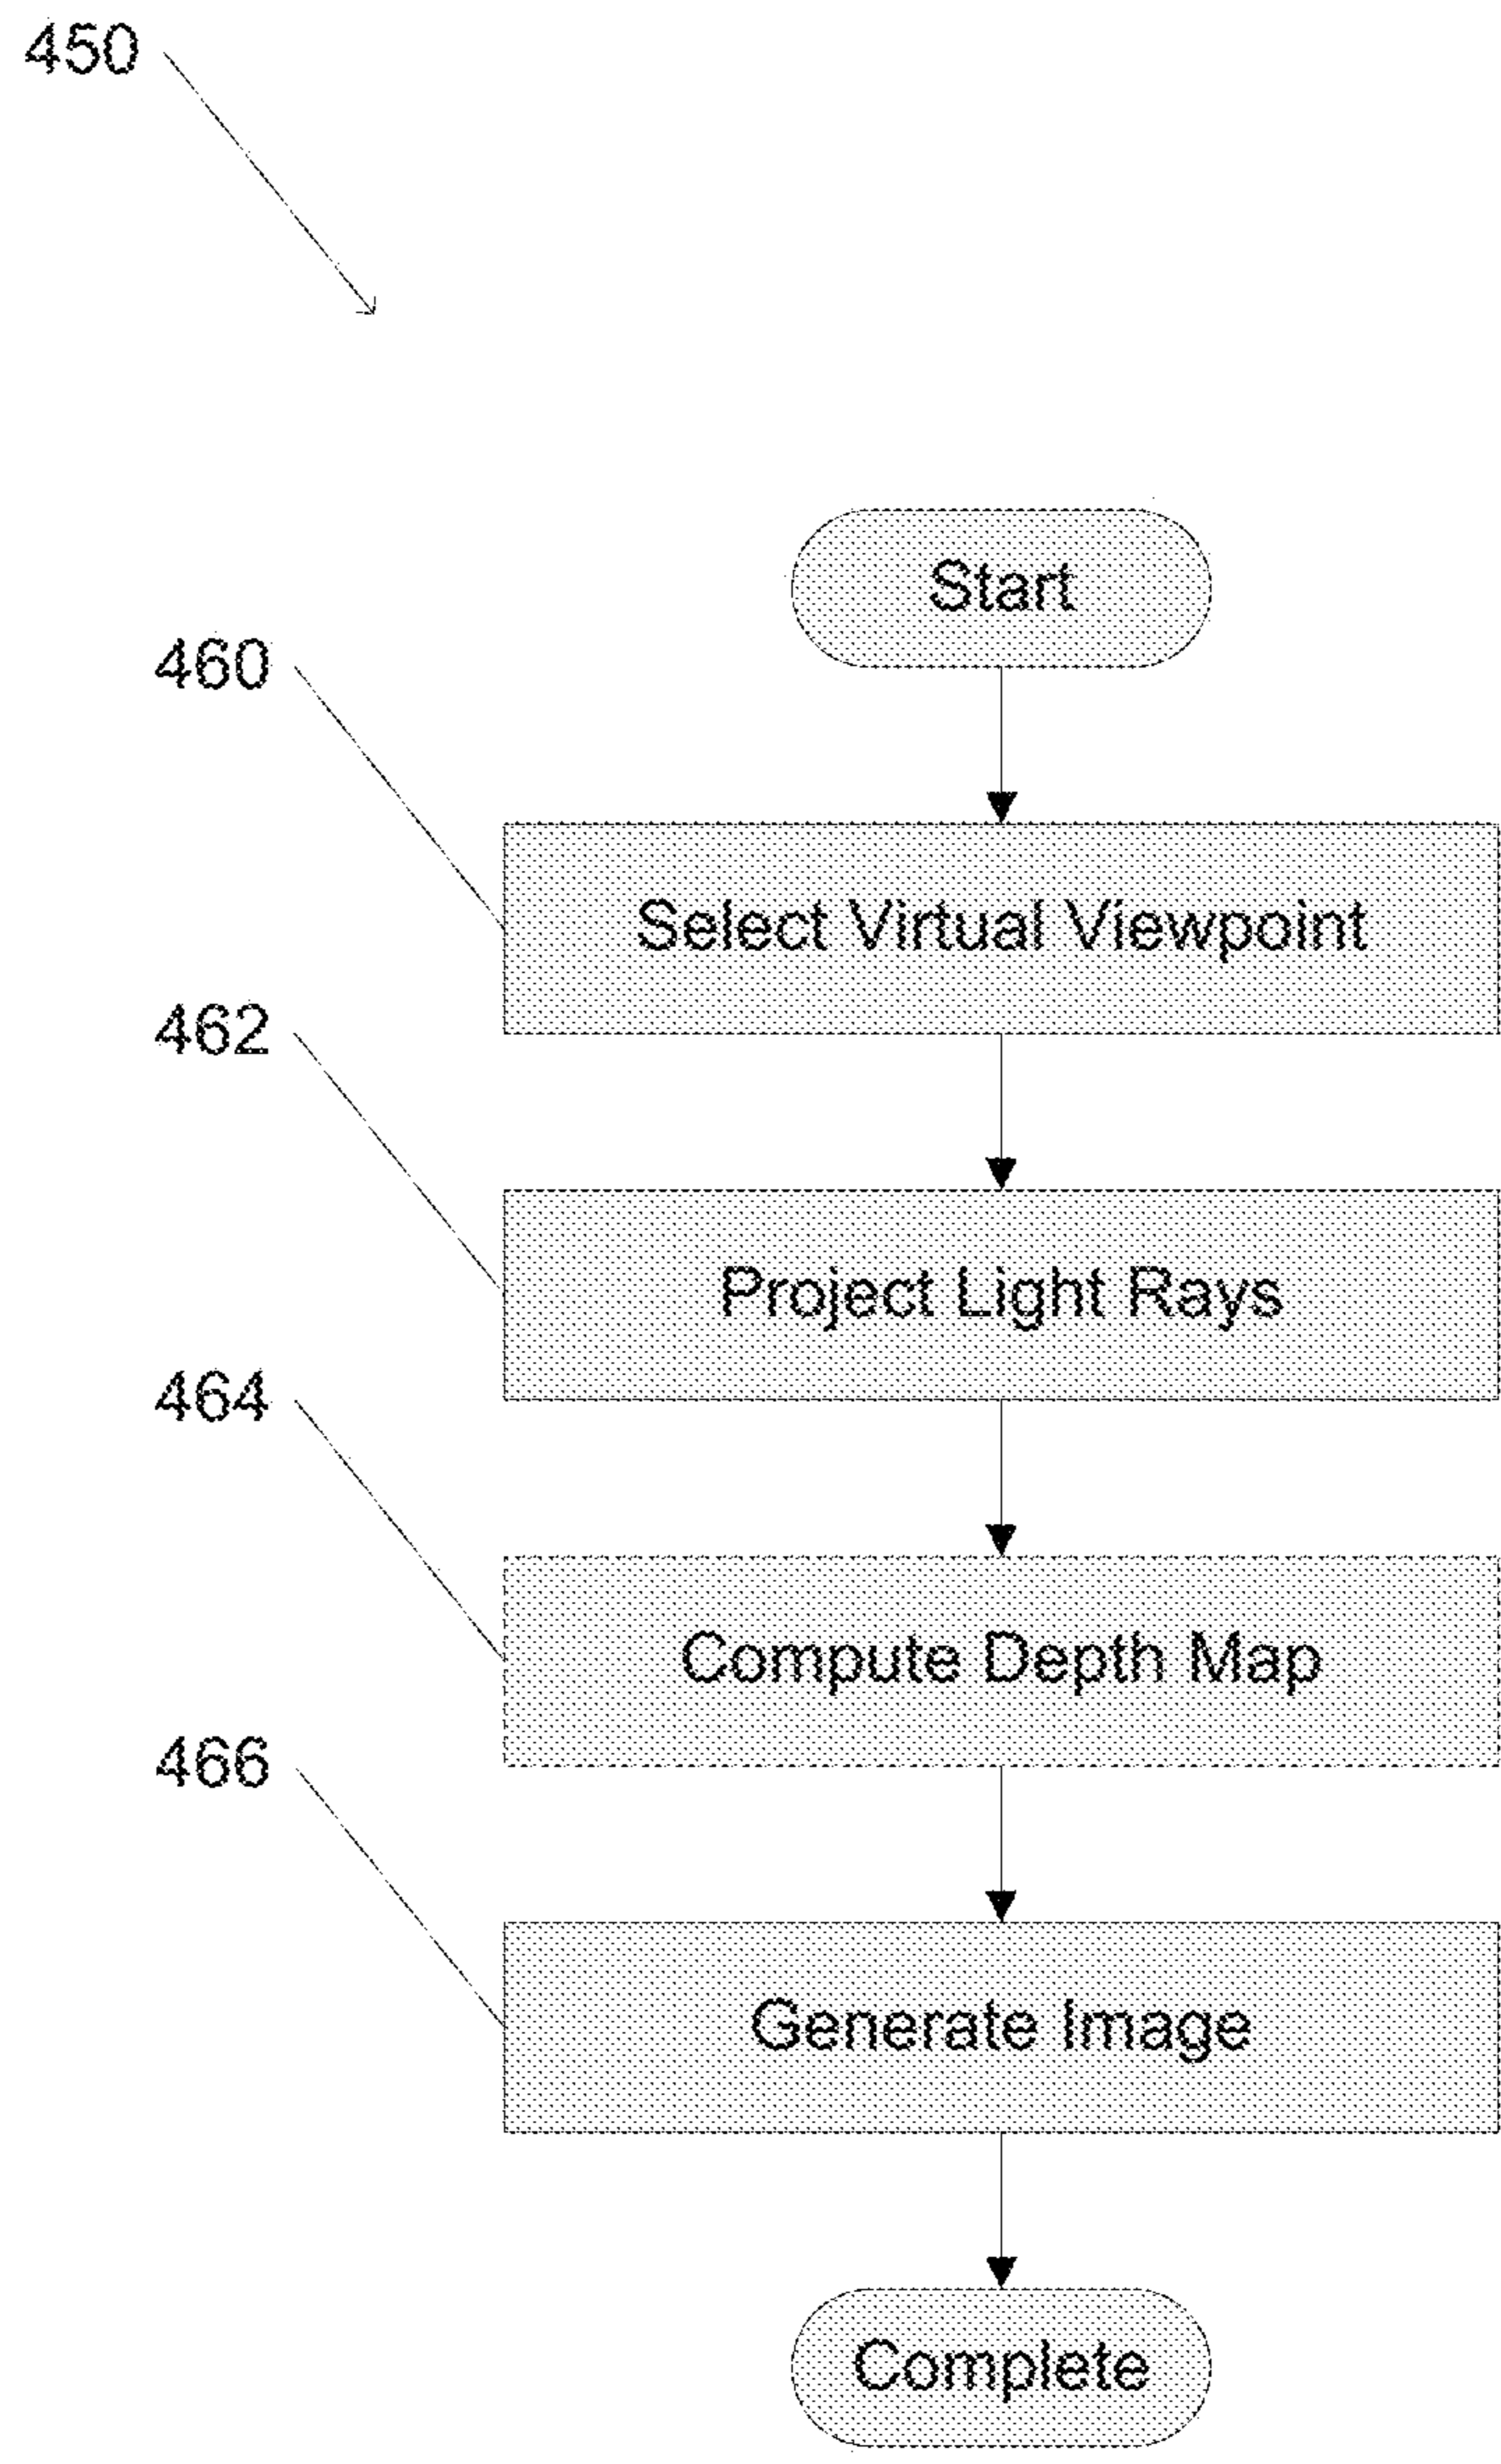 450
Start
460
Select Virtual Viewpoint
462
Project Light Rays
464
Compute Depth Map
466
Generate Image
Complete